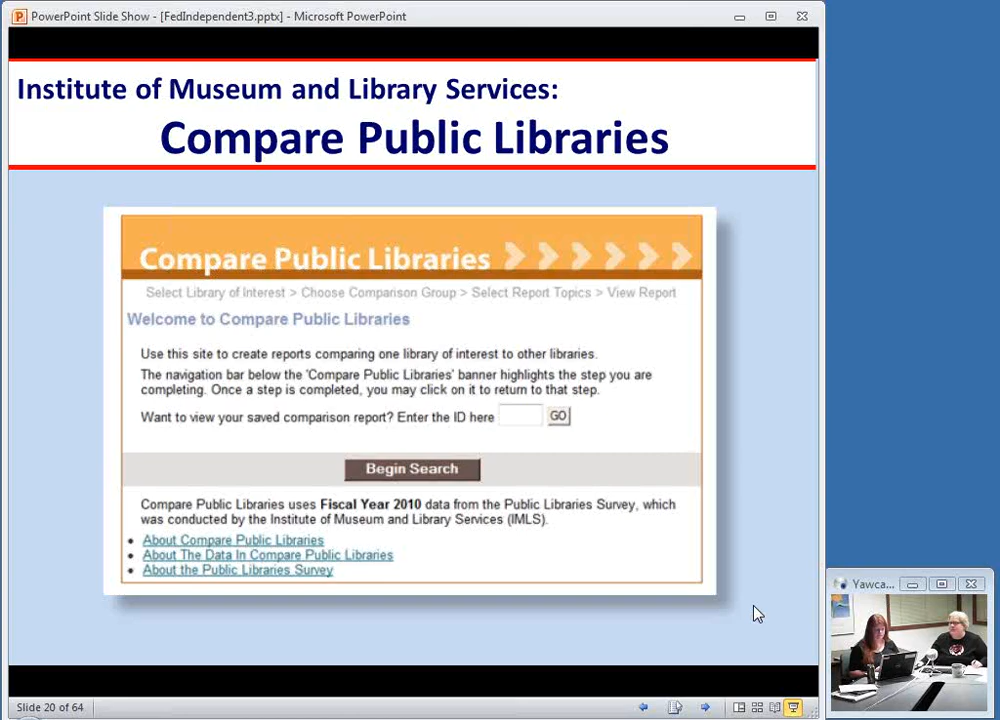 PowerPoint Slide Show - [FedIndependent3.pptx] - Microsoft PowerPoint
Institute of Museum and Library Services:
Compare Public Libraries
Compare Public Libraries
Select Library of Interest > Choose Comparison Group > Select Report Topics > View Report
Welcome to Compare Public Libraries
Use this site to create reports comparing one library of interest to other libraries.
The navigation bar below the 'Compare Public Libraries' banner highlights the step you are
completing. Once a step is completed, you may click on it to return to that step.
Want to view your saved comparison report? Enter the ID here GO
Begin Search
Compare Public Libraries uses Fiscal Year 2010 data from the Public Libraries Survey, which
was conducted by the Institute of Museum and Library Services (IMLS).
• About Compare Public Libraries
• About The Data In Compare Public Libraries
• About the Public Libraries Survey
Yawca...
Slide 20 of 64